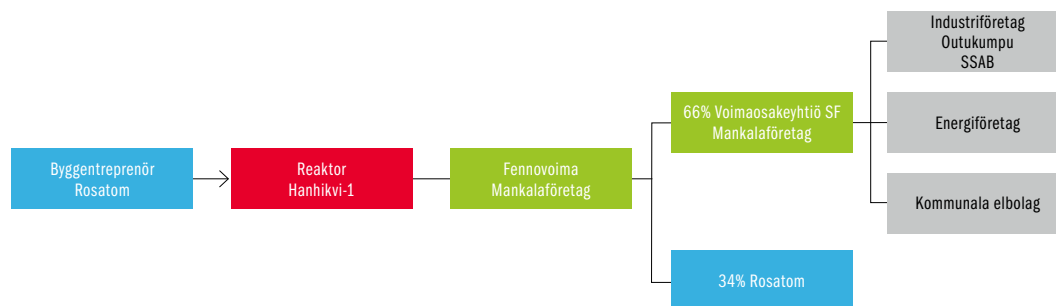 Byggentreprenör
Rosatom
Reaktor
Hanhikvi-1
Fennovoima
Mankalaföretag
66% Voimaosakeyhtiö SF
Mankalaföretag
34% Rosatom
Industriföretag
Outukumpu
SSAB
Energiföretag
Kommunala elbolag